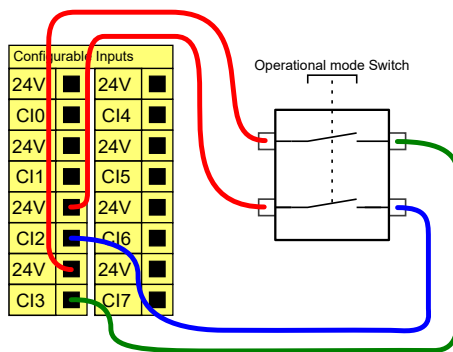 Configurable Inputs
Operational mode Switch
24V 24V
CI0 CI4
24V 24V
CI1 CI5
24V 24V
CI2 CI6
24V 24V
CI3 CI7